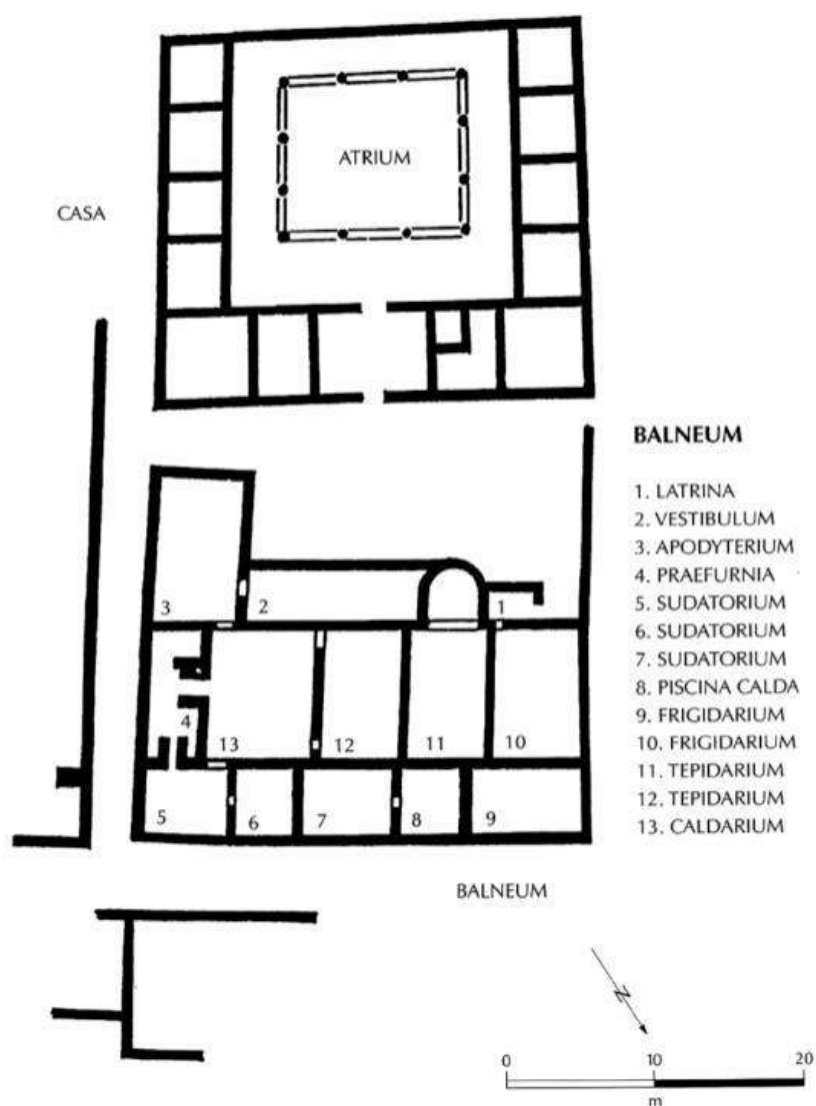 ATRIUM
CASA
BALNEUM
1. LATRINA
2. VESTIBULUM
3. APODYTERIUM
4. PRAEFURNIA
5. SUDATORIUM
6. SUDATORIUM
7. SUDATORIUM
8. PISCINA CALDA
9. FRIGIDARIUM
10. FRIGIDARIUM
11. TEPIDARIUM
12. TEPIDARIUM
13. CALDARIUM
3
2
1
4
13
12
11
10
5
6
7
8
9
BALNEUM
N
0
10
20
m